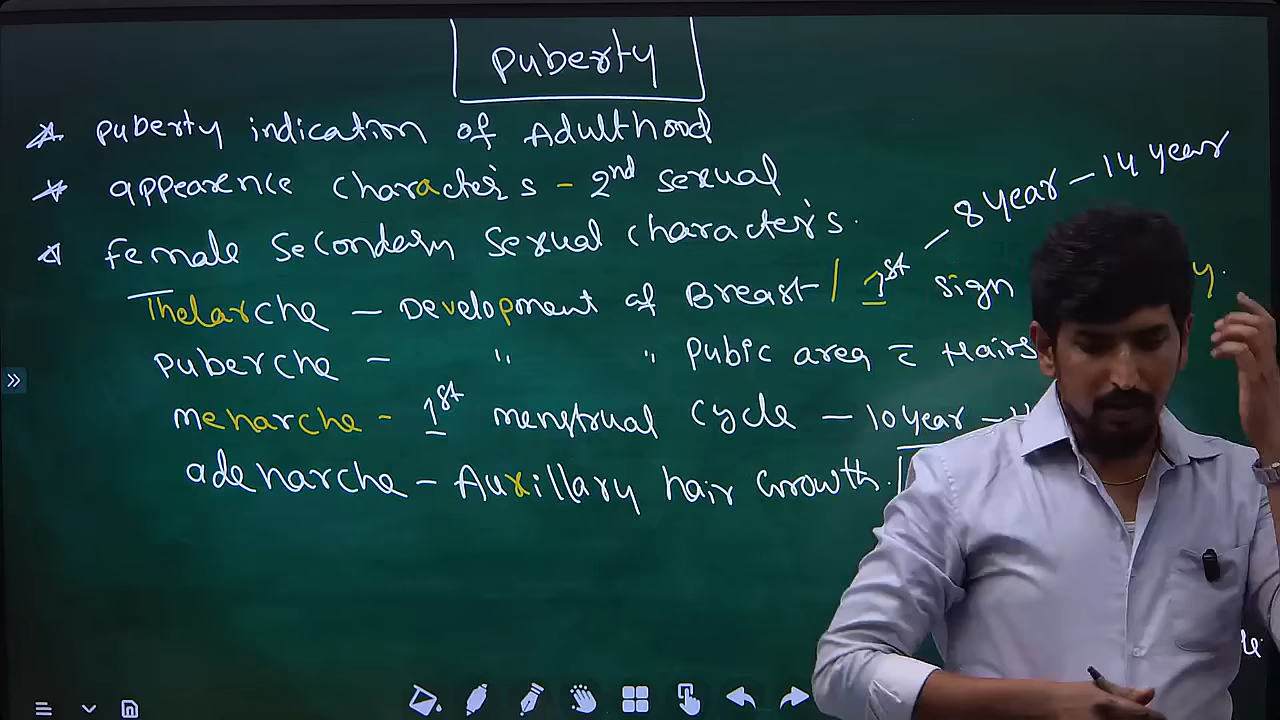 Puberty
puberty indication of Adulthood
appearence character's - 2nd sexual
8 year - 14 year
female secondary sexual character's.
Thelarche - Development of Breast / 1st sign y.
puberche - " " pubic area = Hairs
menarche - 1st menstrual cycle - 10 year -
adenarche - Auxillary hair Growth.